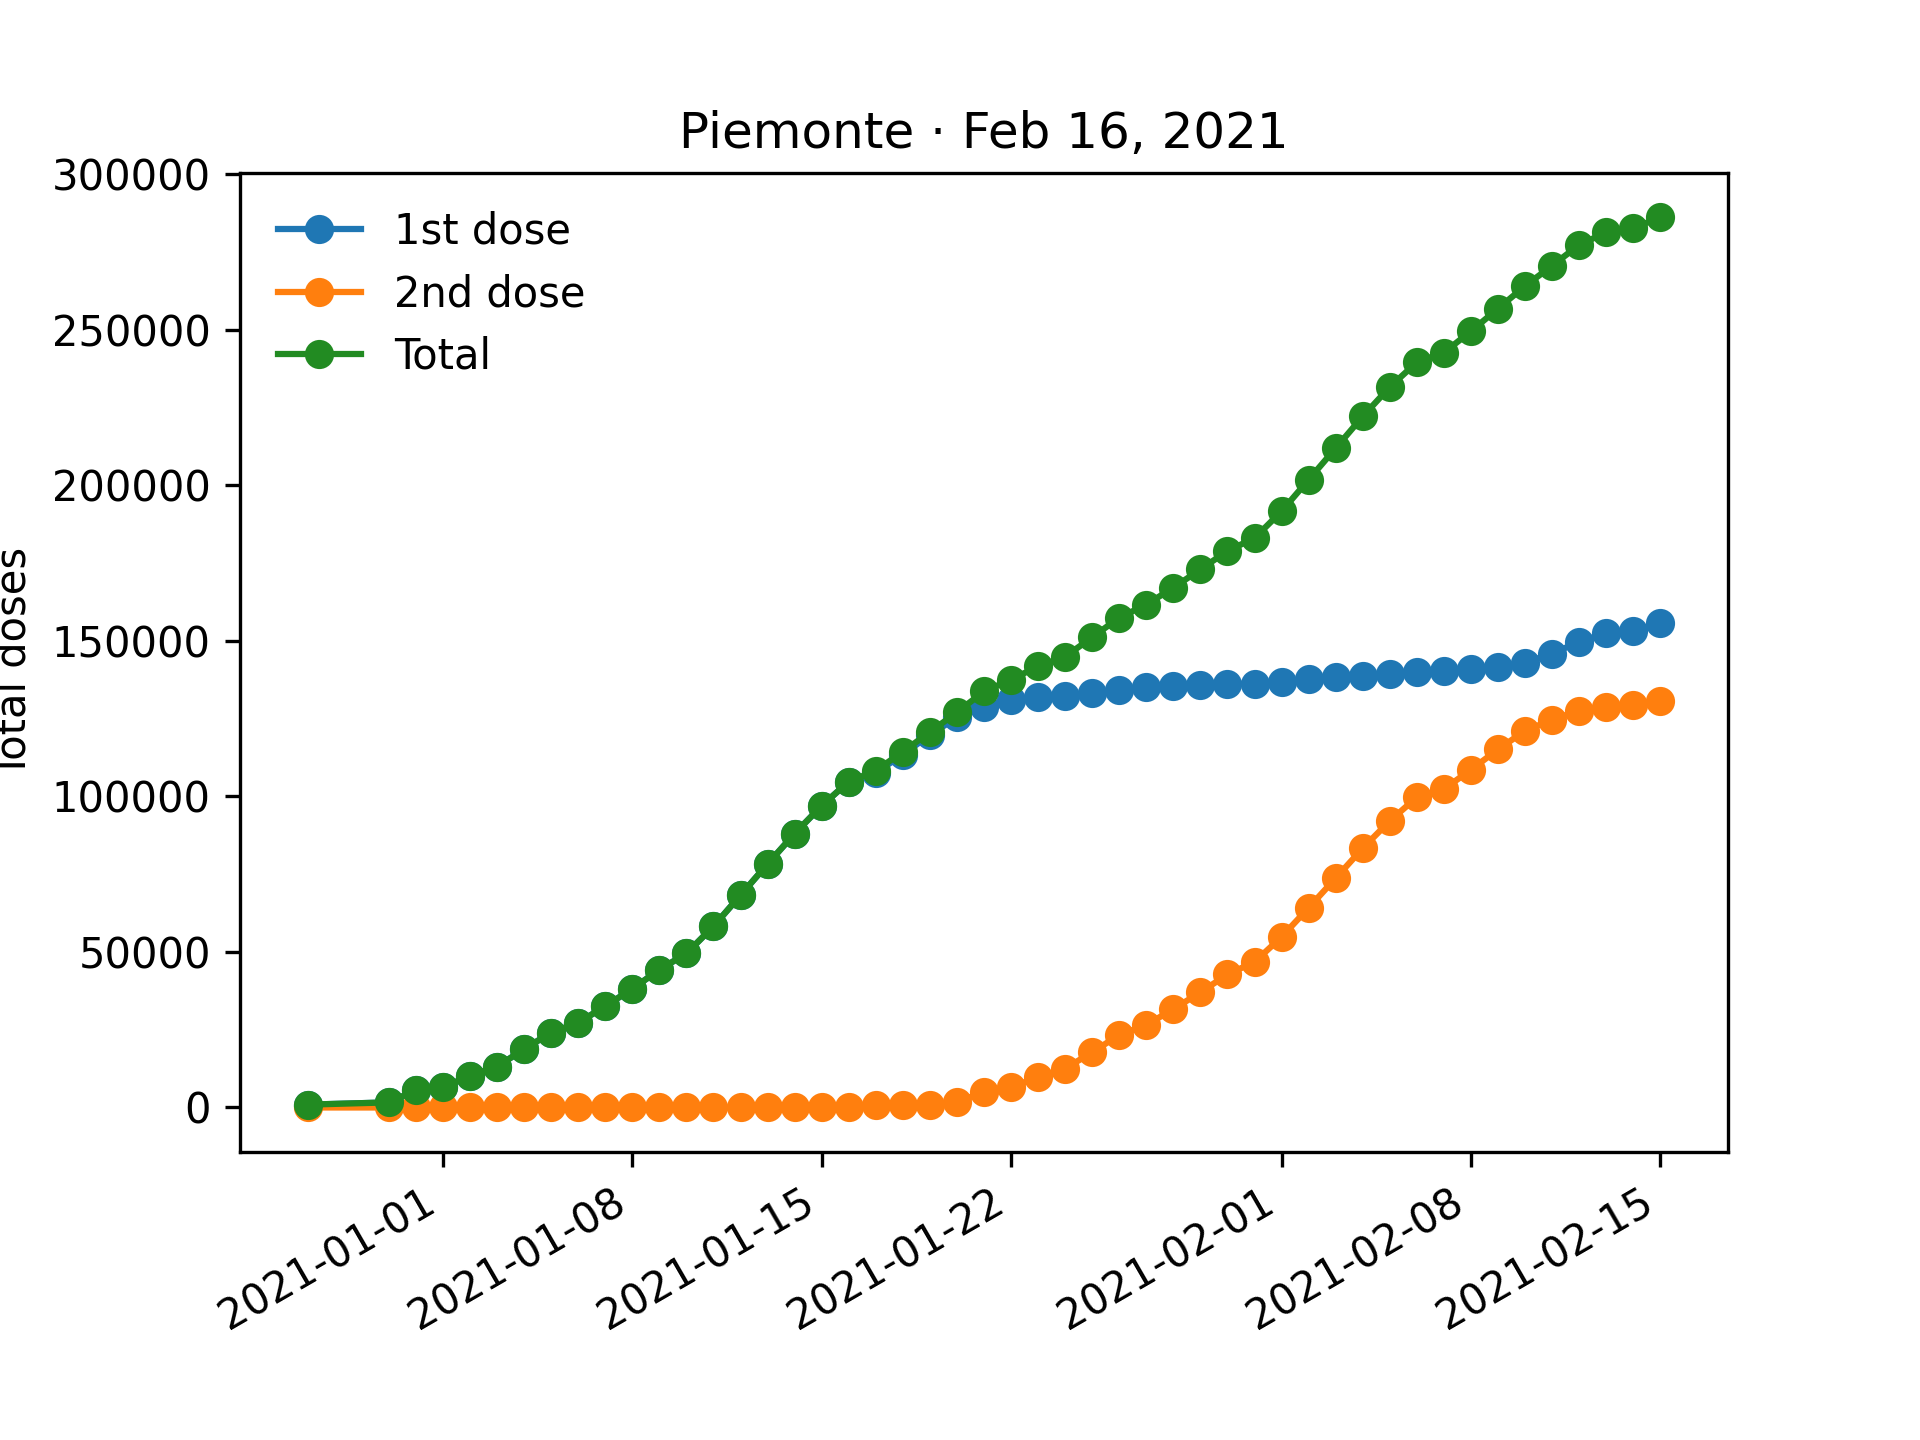 Piemonte · Feb 16, 2021
300000
250000
200000
150000
100000
50000
0
Total doses
1st dose
2nd dose
Total
2021-01-01
2021-01-08
2021-01-15
2021-01-22
2021-02-01
2021-02-08
2021-02-15